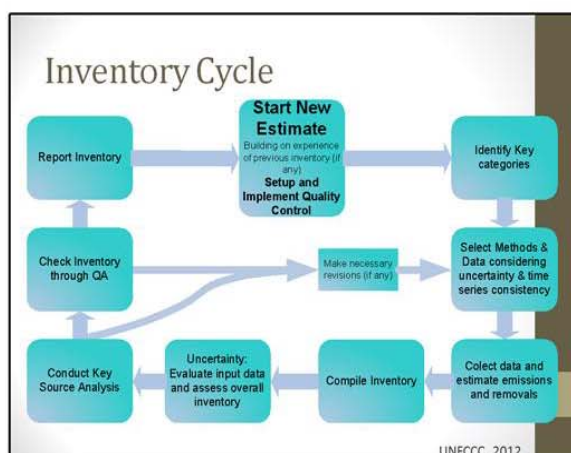 Inventory Cycle
Start New
Estimate
Building on experience
of previous inventory (if
any)
Setup and
Implement Quality
Control
Report Inventory
Identify Key
categories
Check Inventory
through QA
Make necessary
revisions (if any)
Select Methods &
Data considering
uncertainty & time
series consistency
Conduct Key
Source Analysis
Uncertainty:
Evaluate input data
and assess overall
inventory
Compile Inventory
Colect data and
estimate emissions
and removals
UNFCCC, 2012